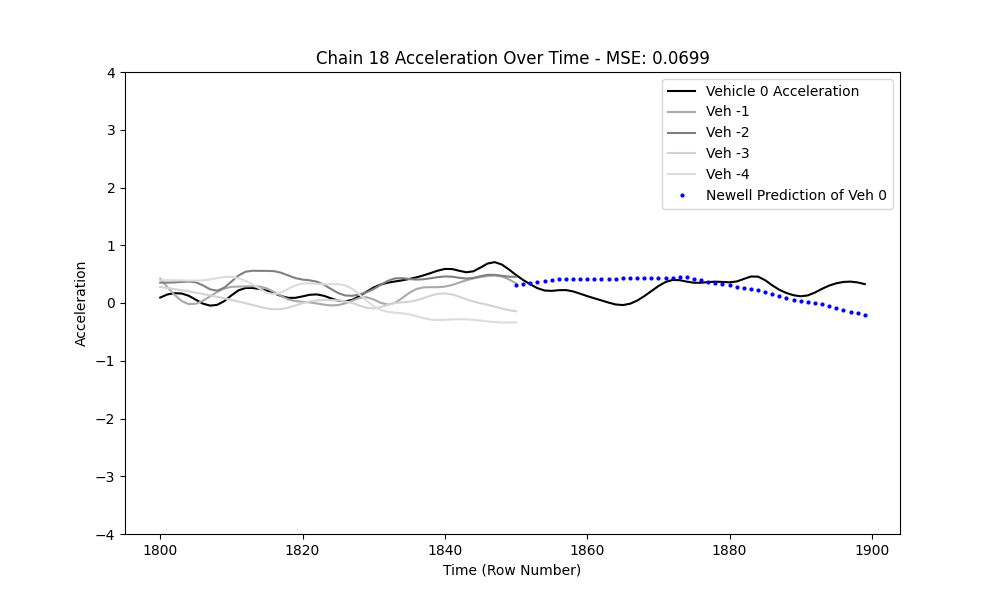 Chain 18 Acceleration Over Time - MSE: 0.0699
Vehicle 0 Acceleration
Veh -1
Veh -2
Veh -3
Veh -4
Newell Prediction of Veh 0
Acceleration
4
3
2
1
0
−1
−2
−3
−4
1800 1820 1840 1860 1880 1900
Time (Row Number)